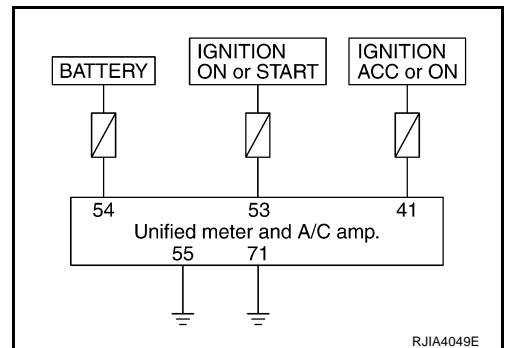 BATTERY
IGNITION
ON or START
IGNITION
ACC or ON
54 53 41
Unified meter and A/C amp.
55 71
RJIA4049E